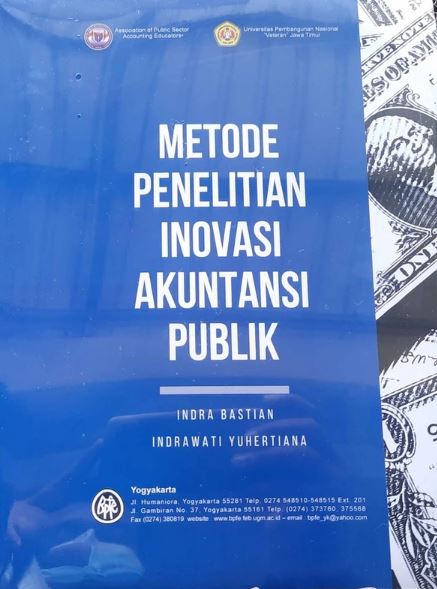 Association of Public Sector
Accounting Educators
Universitas Pembangunan Nasional
"Veteran" Jawa Timur
METODE
PENELITIAN
INOVASI
AKUNTANSI
PUBLIK
INDRA BASTIAN
INDRAWATI YUHERTIANA
bpfe
Yogyakarta
Jl. Humaniora, Yogyakarta 55281 Telp. 0274 548510-548515 Ext. 201
Jl. Gambiran No. 37, Yogyakarta 55161 Telp. (0274) 373760, 375568
Fax (0274) 380819 website : www.bpfe.feb.ugm.ac.id – email : bpfe_yk@yahoo.com